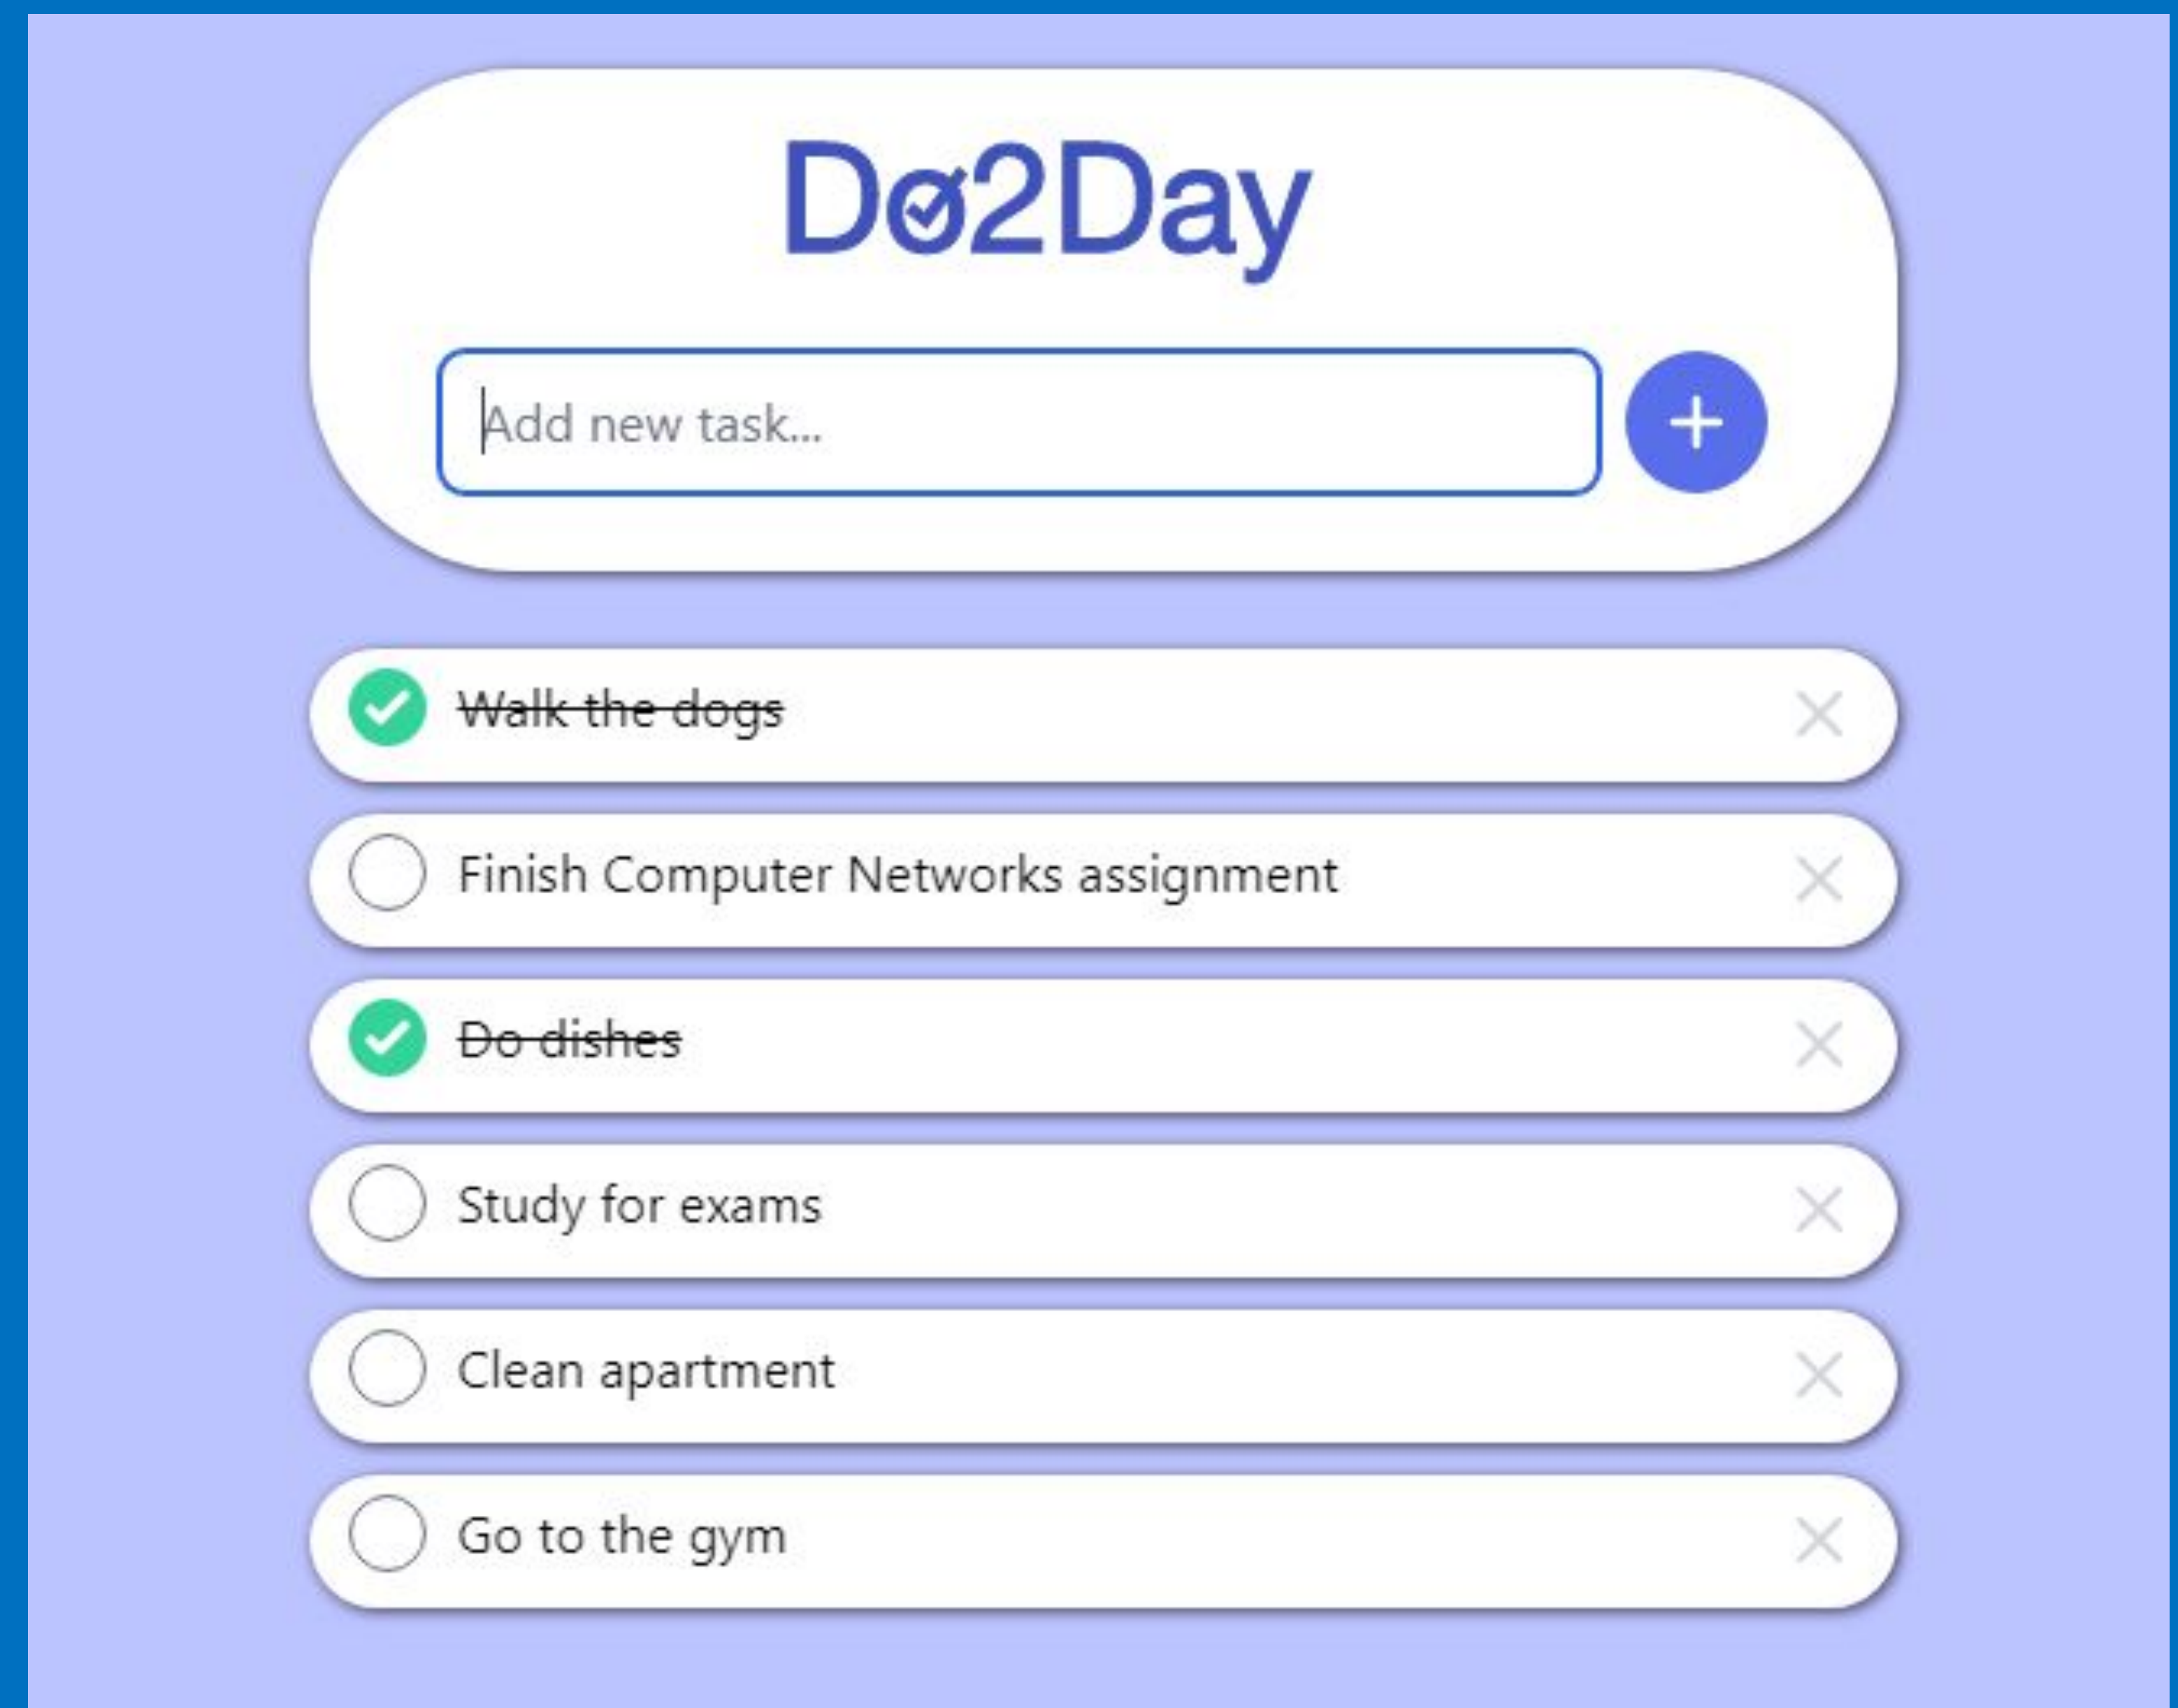 Do2Day
Add new task...
Walk the dogs
Finish Computer Networks assignment
Do dishes
Study for exams
Clean apartment
Go to the gym